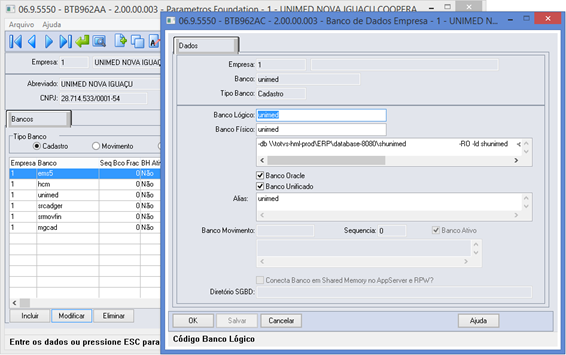 06.9.5550 - BTB962AA - 2.00.00.003 - Parametros Foundation - 1 - UNIMED NOVA IGUAÇU COOPERA
Arquivo Ajuda
Empresa: 1 UNIMED NOVA IGUAÇU
Abreviado: UNIMED NOVA IGUAÇU
CNPJ: 28.714.533/0001-54
Bancos
Tipo Banco
Cadastro Movimento
Empresa Banco Seq Bco Frac BH Ati
1 ems5 0 Não
1 hcm 0 Não
1 unimed 0 Não
1 srcadger 0 Não
1 srmovfin 0 Não
1 mgcad 0 Não
Incluir Modificar Eliminar
Entre os dados ou pressione ESC para
06.9.5550 - BTB962AC - 2.00.00.003 - Banco de Dados Empresa - 1 - UNIMED N...
Dados
Empresa: 1
Banco: unimed
Tipo Banco: Cadastro
Banco Lógico: unimed
Banco Físico: unimed
-db \\totvs-hml-prod\ERP\database-8080\shunimed -RO -ld shunimed
Banco Oracle
Banco Unificado
Alias: unimed
Banco Movimento: Sequencia: 0 Banco Ativo
Conecta Banco em Shared Memory no AppServer e RPW?
Diretório SGBD:
OK Salvar Cancelar Ajuda
Código Banco Lógico